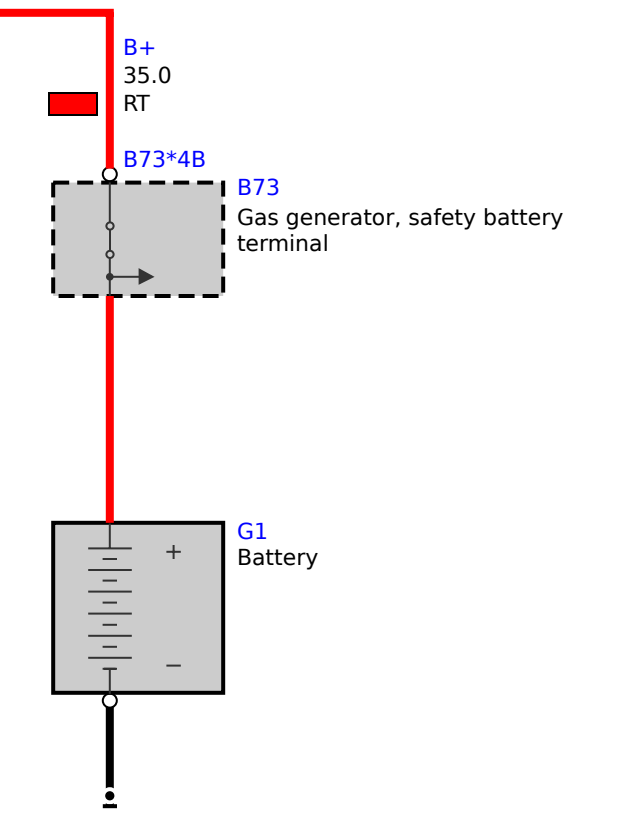 B+
35.0
RT
B73*4B
B73
Gas generator, safety battery
terminal
G1
Battery
+
−